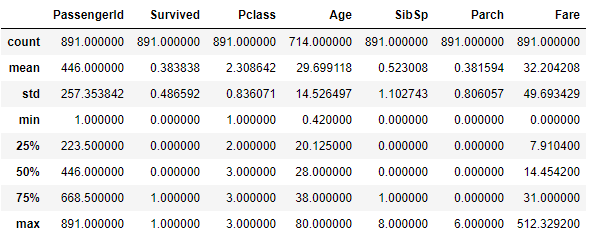 PassengerId Survived Pclass Age SibSp Parch Fare
count 891.000000 891.000000 891.000000 714.000000 891.000000 891.000000 891.000000
mean 446.000000 0.383838 2.308642 29.699118 0.523008 0.381594 32.204208
std 257.353842 0.486592 0.836071 14.526497 1.102743 0.806057 49.693429
min 1.000000 0.000000 1.000000 0.420000 0.000000 0.000000 0.000000
25% 223.500000 0.000000 2.000000 20.125000 0.000000 0.000000 7.910400
50% 446.000000 0.000000 3.000000 28.000000 0.000000 0.000000 14.454200
75% 668.500000 1.000000 3.000000 38.000000 1.000000 0.000000 31.000000
max 891.000000 1.000000 3.000000 80.000000 8.000000 6.000000 512.329200